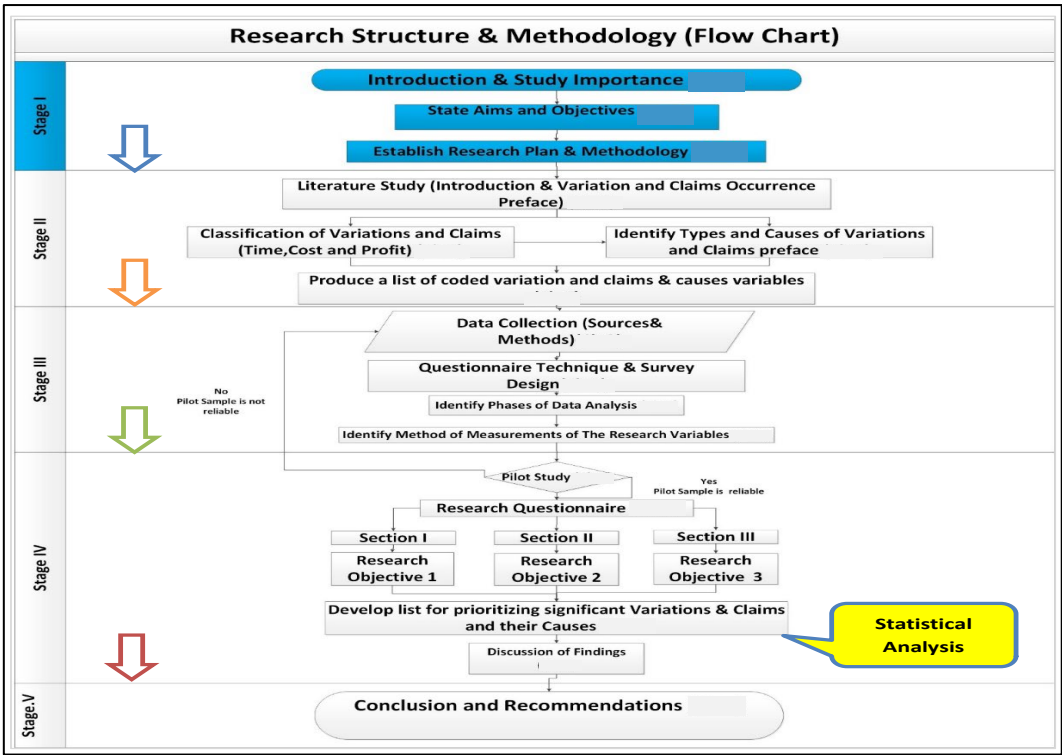 Research Structure & Methodology (Flow Chart)
Stage I
Introduction & Study Importance
State Aims and Objectives
Establish Research Plan & Methodology
Stage II
Literature Study (Introduction & Variation and Claims Occurrence
Preface)
Classification of Variations and Claims
(Time,Cost and Profit)
Identify Types and Causes of Variations
and Claims preface
Produce a list of coded variation and claims & causes variables
Stage III
Data Collection (Sources&
Methods)
Questionnaire Technique & Survey
Design
No
Pilot Sample is not
reliable
Identify Phases of Data Analysis
Identify Method of Measurements of The Research Variables
Stage IV
Pilot Study
Yes
Pilot Sample is reliable
Research Questionnaire
Section I
Section II
Section III
Research
Objective 1
Research
Objective 2
Research
Objective 3
Develop list for prioritizing significant Variations & Claims
and their Causes
Statistical
Analysis
Discussion of Findings
Stage.V
Conclusion and Recommendations